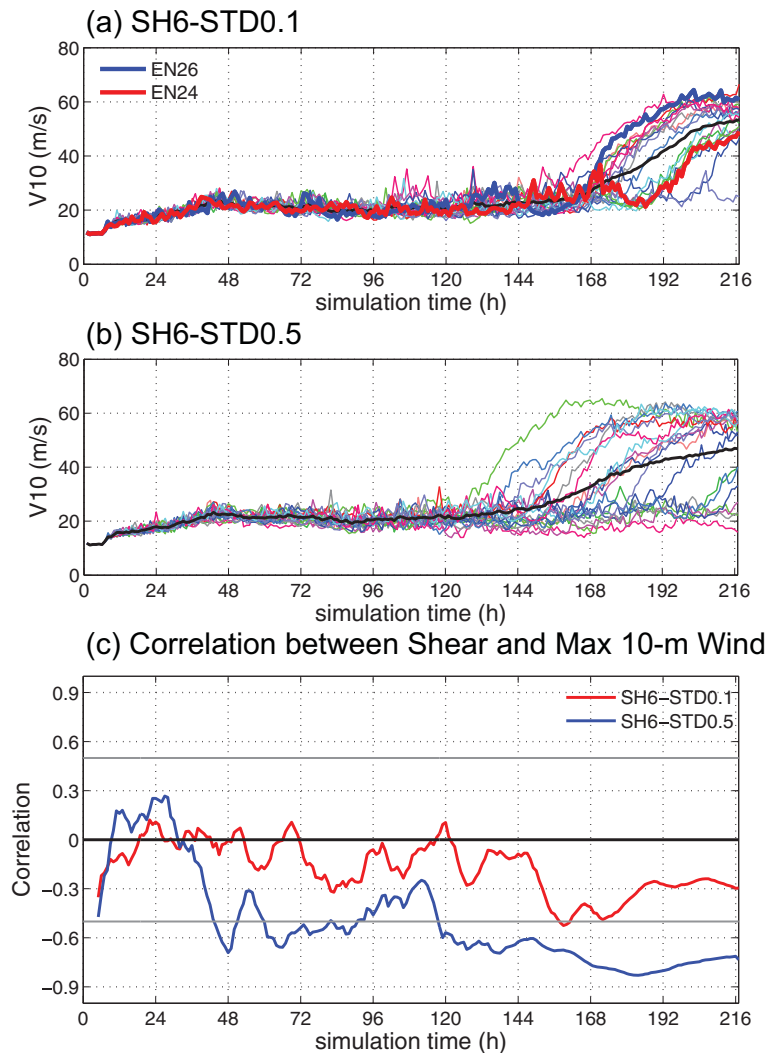 (a) SH6-STD0.1
80
60
40
20
0
V10 (m/s)
EN26
EN24
0 24 48 72 96 120 144 168 192 216
simulation time (h)
(b) SH6-STD0.5
80
60
40
20
0
V10 (m/s)
0 24 48 72 96 120 144 168 192 216
simulation time (h)
(c) Correlation between Shear and Max 10-m Wind
0.9
0.6
0.3
0
−0.3
−0.6
−0.9
Correlation
SH6−STD0.1
SH6−STD0.5
0 24 48 72 96 120 144 168 192 216
simulation time (h)